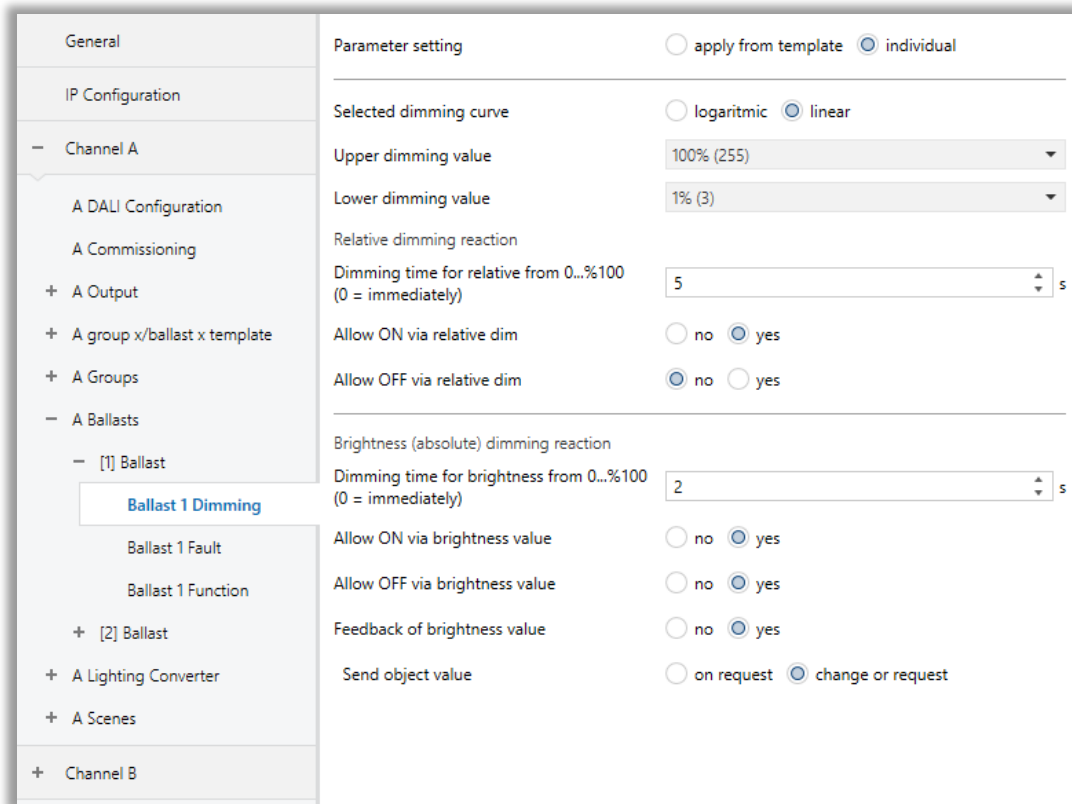 General
IP Configuration
Channel A
A DALI Configuration
A Commissioning
A Output
A group x/ballast x template
A Groups
A Ballasts
[1] Ballast
Ballast 1 Dimming
Ballast 1 Fault
Ballast 1 Function
[2] Ballast
A Lighting Converter
A Scenes
Channel B
Parameter setting apply from template individual
Selected dimming curve logaritmic linear
Upper dimming value 100% (255)
Lower dimming value 1% (3)
Relative dimming reaction
Dimming time for relative from 0...%100
(0 = immediately) 5 s
Allow ON via relative dim no yes
Allow OFF via relative dim no yes
Brightness (absolute) dimming reaction
Dimming time for brightness from 0...%100
(0 = immediately) 2 s
Allow ON via brightness value no yes
Allow OFF via brightness value no yes
Feedback of brightness value no yes
Send object value on request change or request